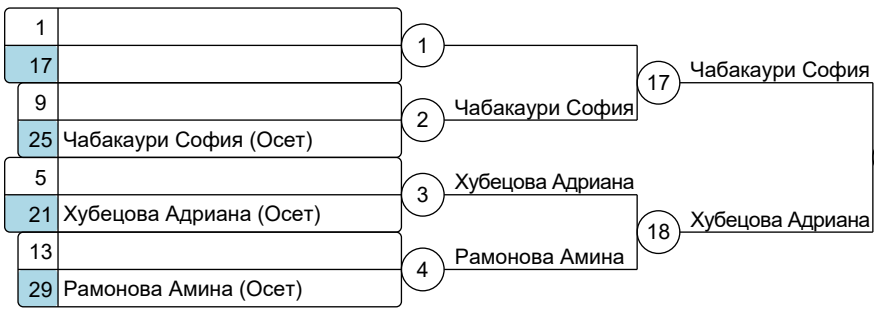 1
17
9
25 Чабакаури София (Осет)
5
21 Хубецова Адриана (Осет)
13
29 Рамонова Амина (Осет)
1
2
3
4
Чабакаури София
Хубецова Адриана
Рамонова Амина
17
18
Чабакаури София
Хубецова Адриана